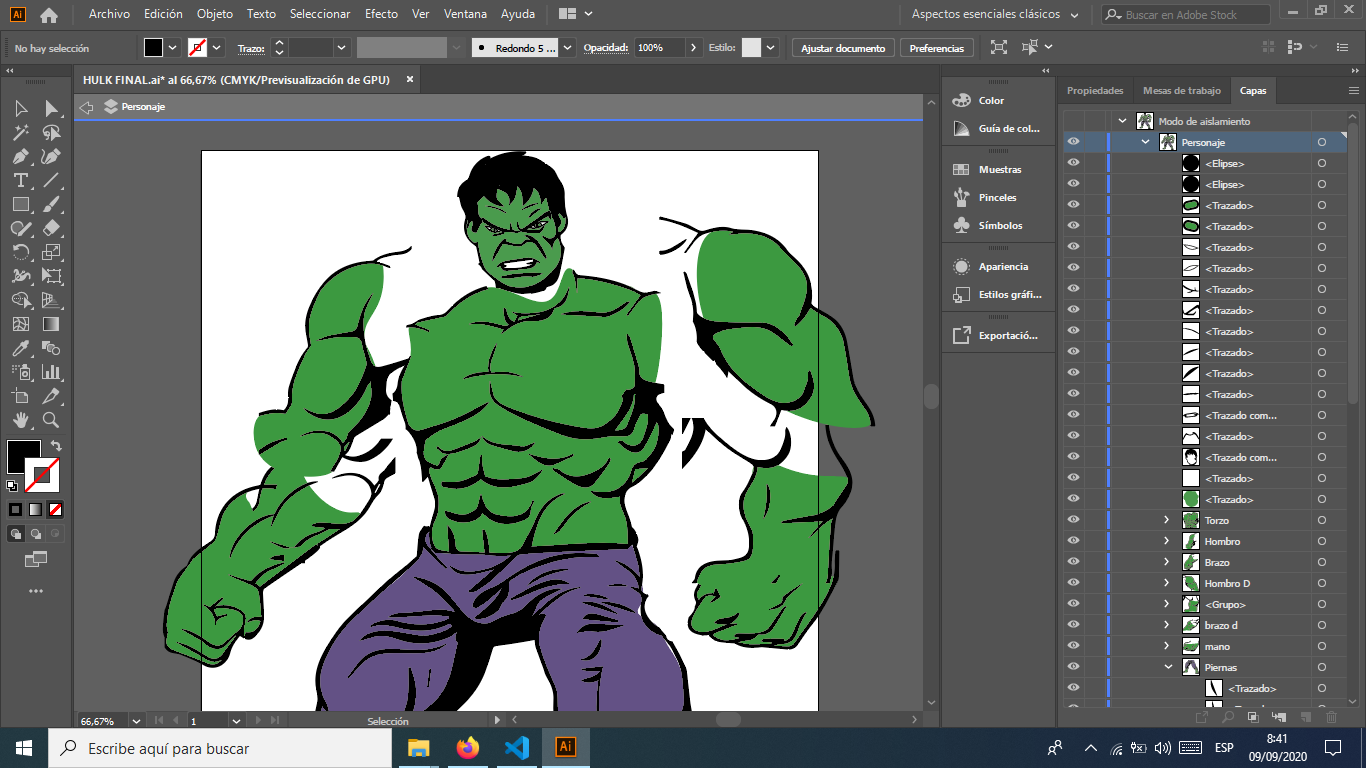 Ai
Archivo Edición Objeto Texto Seleccionar Efecto Ver Ventana Ayuda
Aspectos esenciales clásicos
Buscar en Adobe Stock
No hay selección
Trazo:
Redondo 5 ...
Opacidad: 100%
Estilo:
Ajustar documento
Preferencias
HULK FINAL.ai* al 66,67% (CMYK/Previsualización de GPU)
Personaje
Color
Guía de col...
Muestras
Pinceles
Símbolos
Apariencia
Estilos gráfi...
Exportació...
Propiedades Mesas de trabajo Capas
Modo de aislamiento
Personaje
<Elipse>
<Elipse>
<Trazado>
<Trazado>
<Trazado>
<Trazado>
<Trazado>
<Trazado>
<Trazado>
<Trazado>
<Trazado>
<Trazado>
<Trazado com...
<Trazado>
<Trazado com...
<Trazado>
<Trazado>
Torzo
Hombro
Brazo
Hombro D
<Grupo>
brazo d
mano
Piernas
<Trazado>
66,67%
1
Selección
Escribe aquí para buscar
Ai
ESP
8:41
09/09/2020